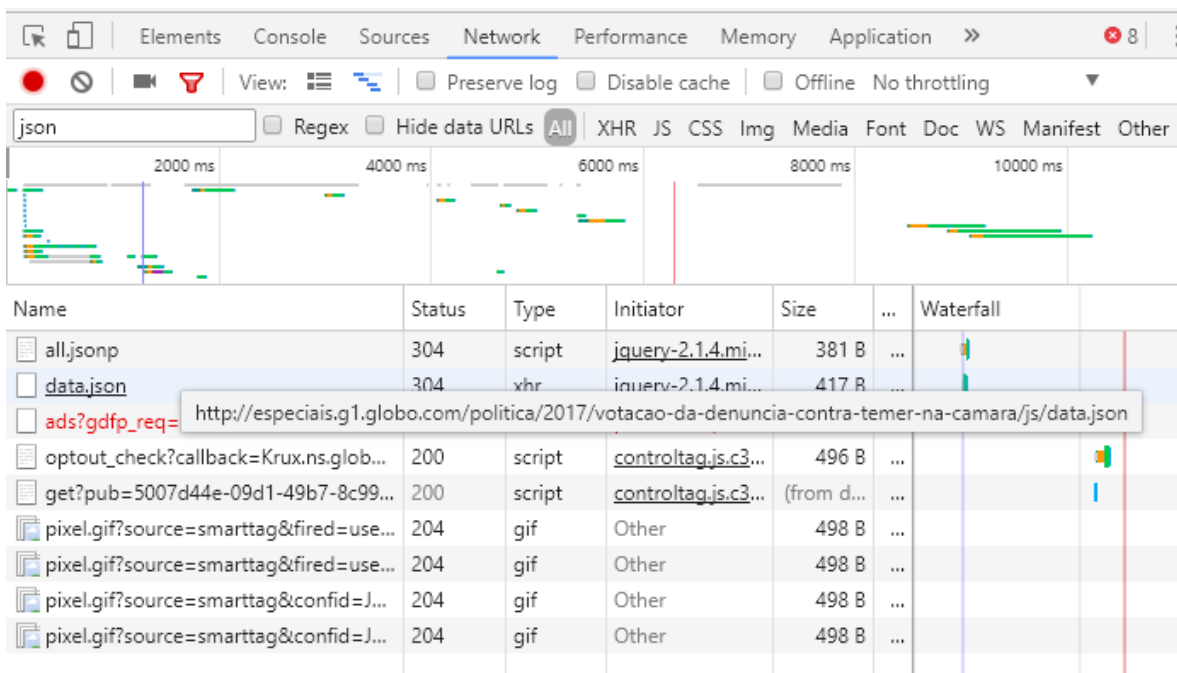 Elements Console Sources Network Performance Memory Application » 8
View: Preserve log Disable cache Offline No throttling
json Regex Hide data URLs All XHR JS CSS Img Media Font Doc WS Manifest Other
2000 ms 4000 ms 6000 ms 8000 ms 10000 ms
Name Status Type Initiator Size ... Waterfall
all.jsonp 304 script jquery-2.1.4.mi... 381 B ...
data.json 304 xhr jquery-2.1.4.mi... 417 B ...
ads?gdfp_req=
http://especiais.g1.globo.com/politica/2017/votacao-da-denuncia-contra-temer-na-camara/js/data.json
optout_check?callback=Krux.ns.glob... 200 script controltag.js.c3... 496 B ...
get?pub=5007d44e-09d1-49b7-8c99... 200 script controltag.js.c3... (from d... ...
pixel.gif?source=smarttag&fired=use... 204 gif Other 498 B ...
pixel.gif?source=smarttag&fired=use... 204 gif Other 498 B ...
pixel.gif?source=smarttag&confid=J... 204 gif Other 498 B ...
pixel.gif?source=smarttag&confid=J... 204 gif Other 498 B ...